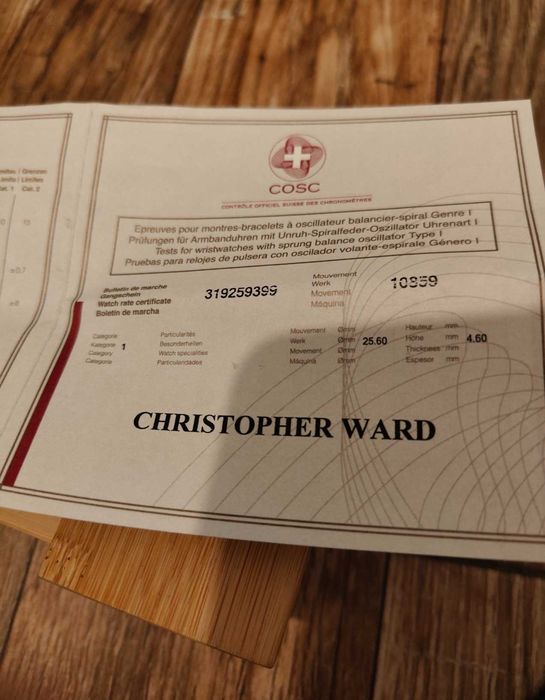 COSC
CONTRÔLE OFFICIEL SUISSE DES CHRONOMÈTRES
Epreuves pour montres-bracelets à oscillateur balancier-spiral Genre I
Prüfungen für Armbanduhren mit Unruh-Spiralfeder-Oszillator Uhrenart I
Tests for wristwatches with sprung balance oscillator Type I
Pruebas para relojes de pulsera con oscilador volante-espirale Género I
Bulletin de marche
Gangschein
Watch rate certificate
Boletin de marcha
319259399
Mouvement
Werk
Movement
Máquina
10859
Catégorie
Kategorie
Category
Categoria
1
Particularités
Besonderheiten
Watch specialities
Particularidades
Mouvement Ømm
Werk Ømm
Movement Ømm
Máquina Ømm
25.60
Hauteur mm
Höhe mm
Thickness mm
Espesor mm
4.60
CHRISTOPHER WARD